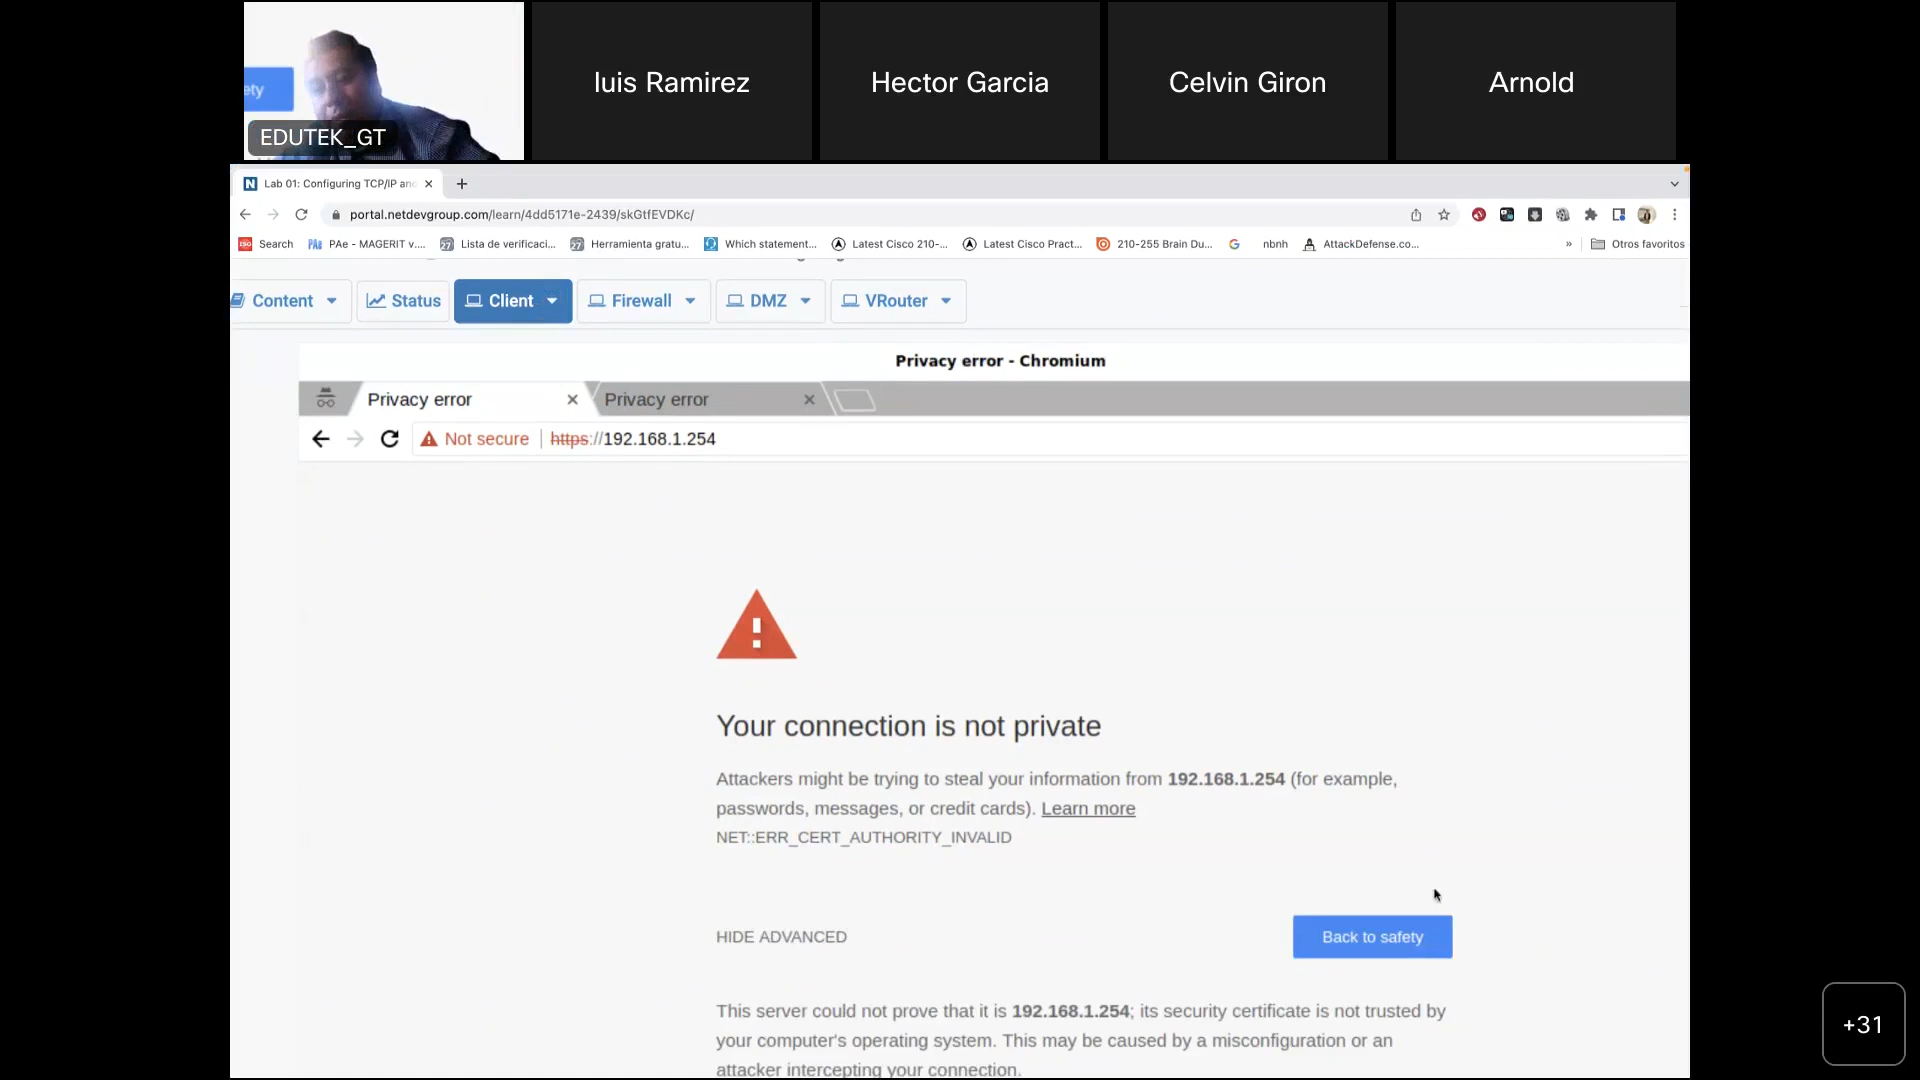 ety
EDUTEK_GT
luis Ramirez
Hector Garcia
Celvin Giron
Arnold
Lab 01: Configuring TCP/IP and
portal.netdevgroup.com/learn/4dd5171e-2439/skGtfEVDKc/
Search
PAe - MAGERIT v....
Lista de verificaci...
Herramienta gratu...
Which statement...
Latest Cisco 210-...
Latest Cisco Pract...
210-255 Brain Du...
nbnh
AttackDefense.co...
»
Otros favoritos
Content
Status
Client
Firewall
DMZ
VRouter
Privacy error - Chromium
Privacy error
Privacy error
Not secure
https://192.168.1.254
Your connection is not private
Attackers might be trying to steal your information from 192.168.1.254 (for example,
passwords, messages, or credit cards). Learn more
NET::ERR_CERT_AUTHORITY_INVALID
HIDE ADVANCED
Back to safety
This server could not prove that it is 192.168.1.254; its security certificate is not trusted by
your computer's operating system. This may be caused by a misconfiguration or an
attacker intercepting your connection.
+31